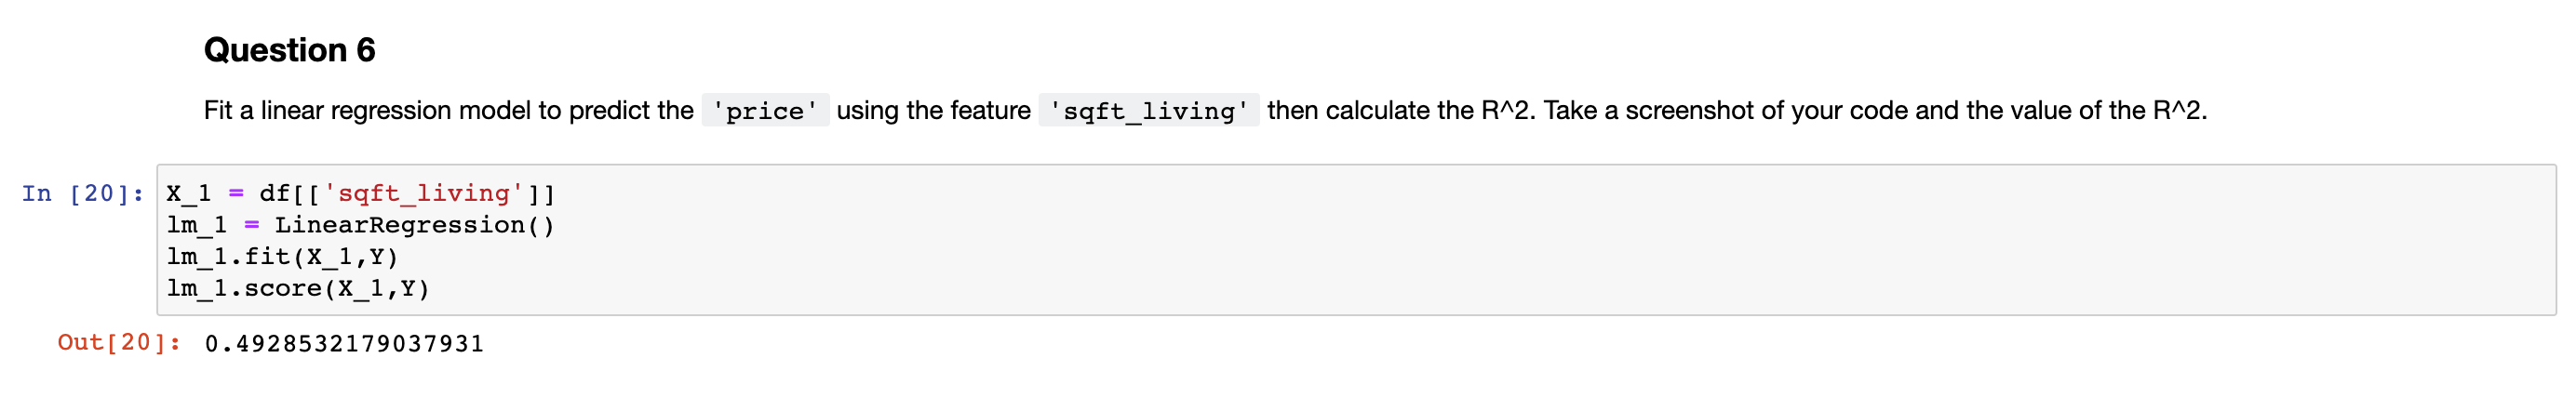 Question 6
Fit a linear regression model to predict the 'price' using the feature 'sqft_living' then calculate the R^2. Take a screenshot of your code and the value of the R^2.
In [20]: X_1 = df[['sqft_living']]
lm_1 = LinearRegression()
lm_1.fit(X_1,Y)
lm_1.score(X_1,Y)
Out[20]: 0.4928532179037931